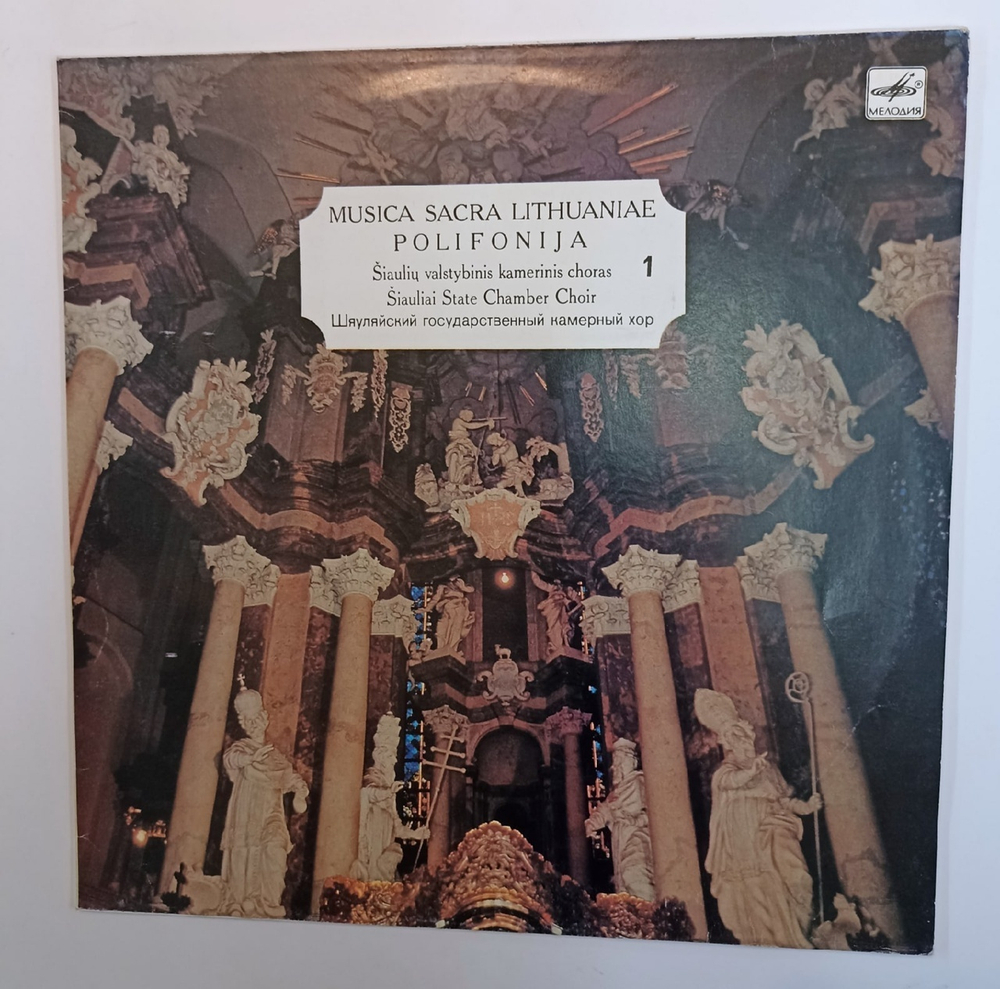 МЕЛОДИЯ
MUSICA SACRA LITHUANIAE
POLIFONIJA
Šiaulių valstybinis kamerinis choras 1
Šiauliai State Chamber Choir
Шяуляйский государственный камерный хор